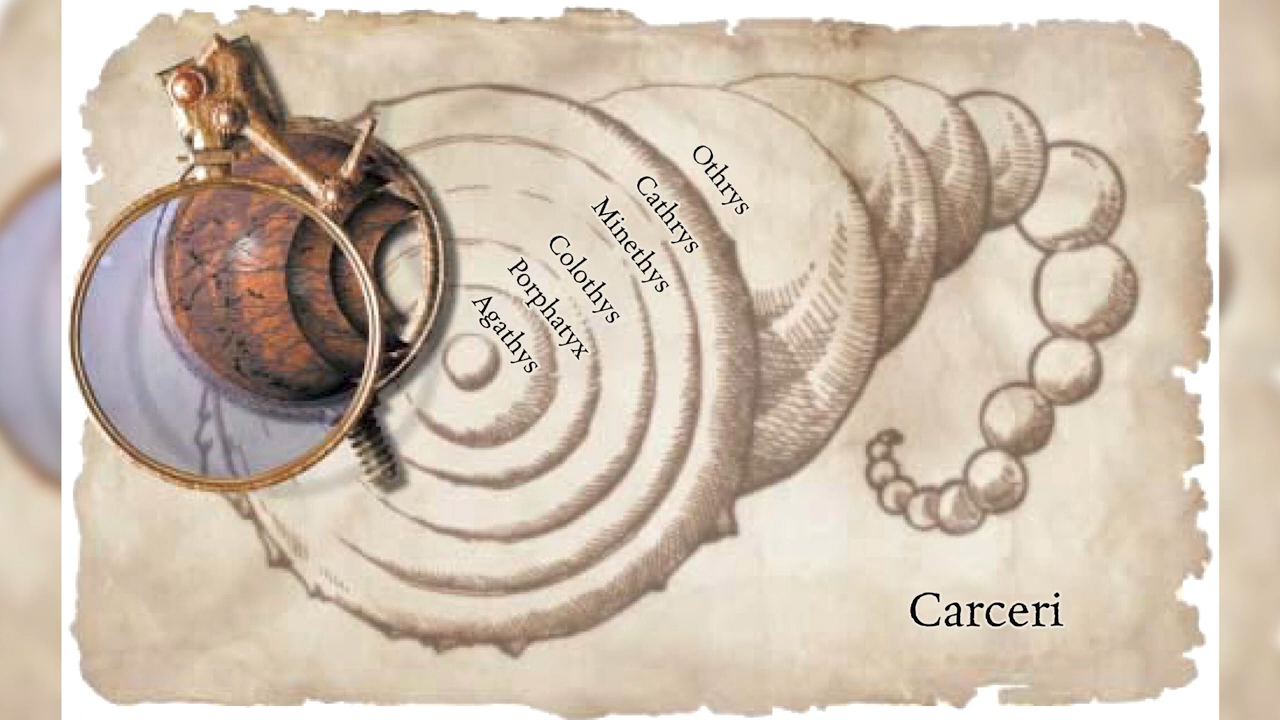 Othrys
Cathrys
Minethys
Colothys
Porphatyx
Agathys
Carceri